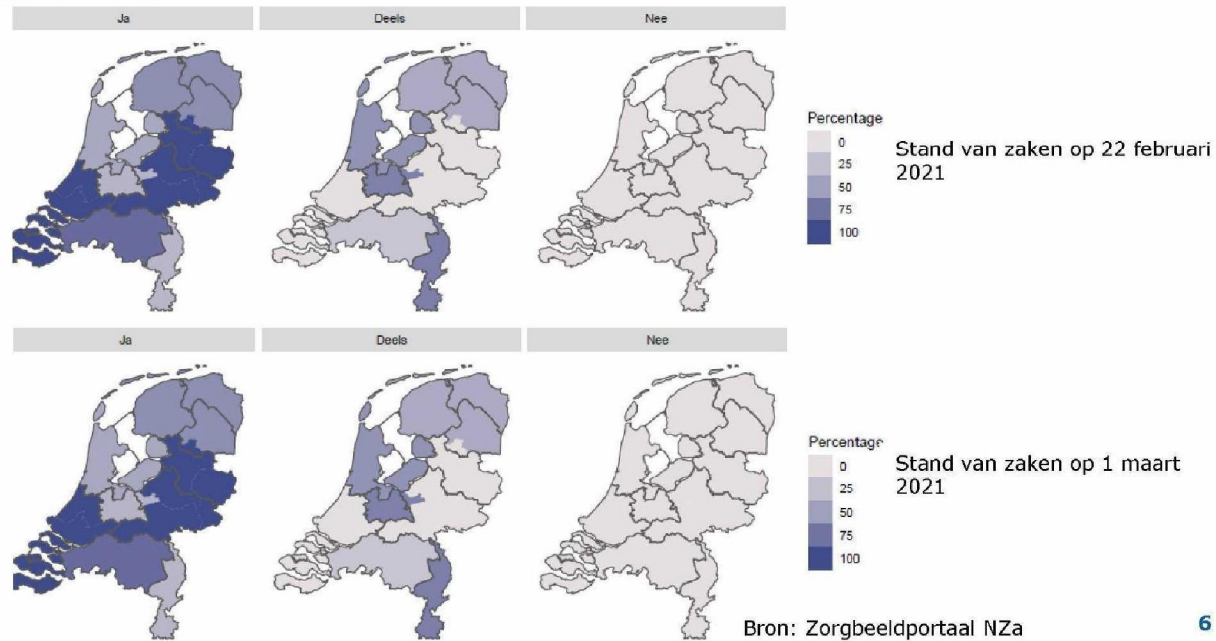 Ja
Deels
Nee
Percentage
0
25
50
75
100
Stand van zaken op 22 februari
2021
Ja
Deels
Nee
Percentage
0
25
50
75
100
Stand van zaken op 1 maart
2021
Bron: Zorgbeeldportaal NZa
6